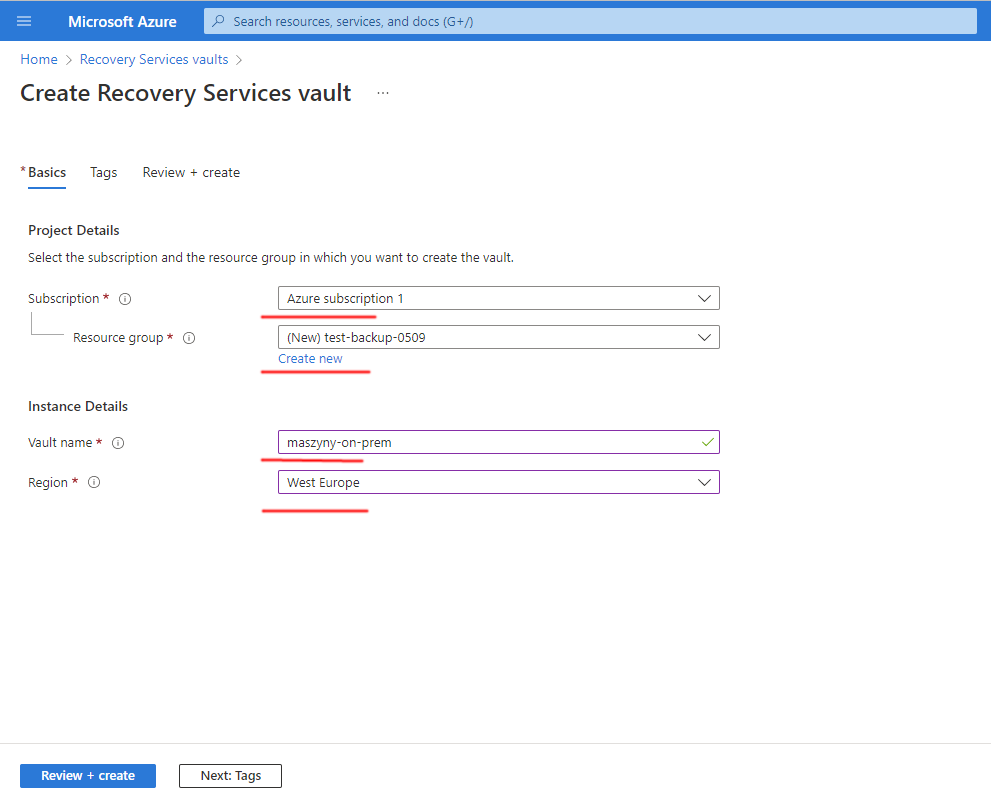 Microsoft Azure Search resources, services, and docs (G+/)
Home > Recovery Services vaults >
Create Recovery Services vault ...
* Basics Tags Review + create
Project Details
Select the subscription and the resource group in which you want to create the vault.
Subscription * Azure subscription 1
Resource group * (New) test-backup-0509
Create new
Instance Details
Vault name * maszyny-on-prem
Region * West Europe
Review + create Next: Tags